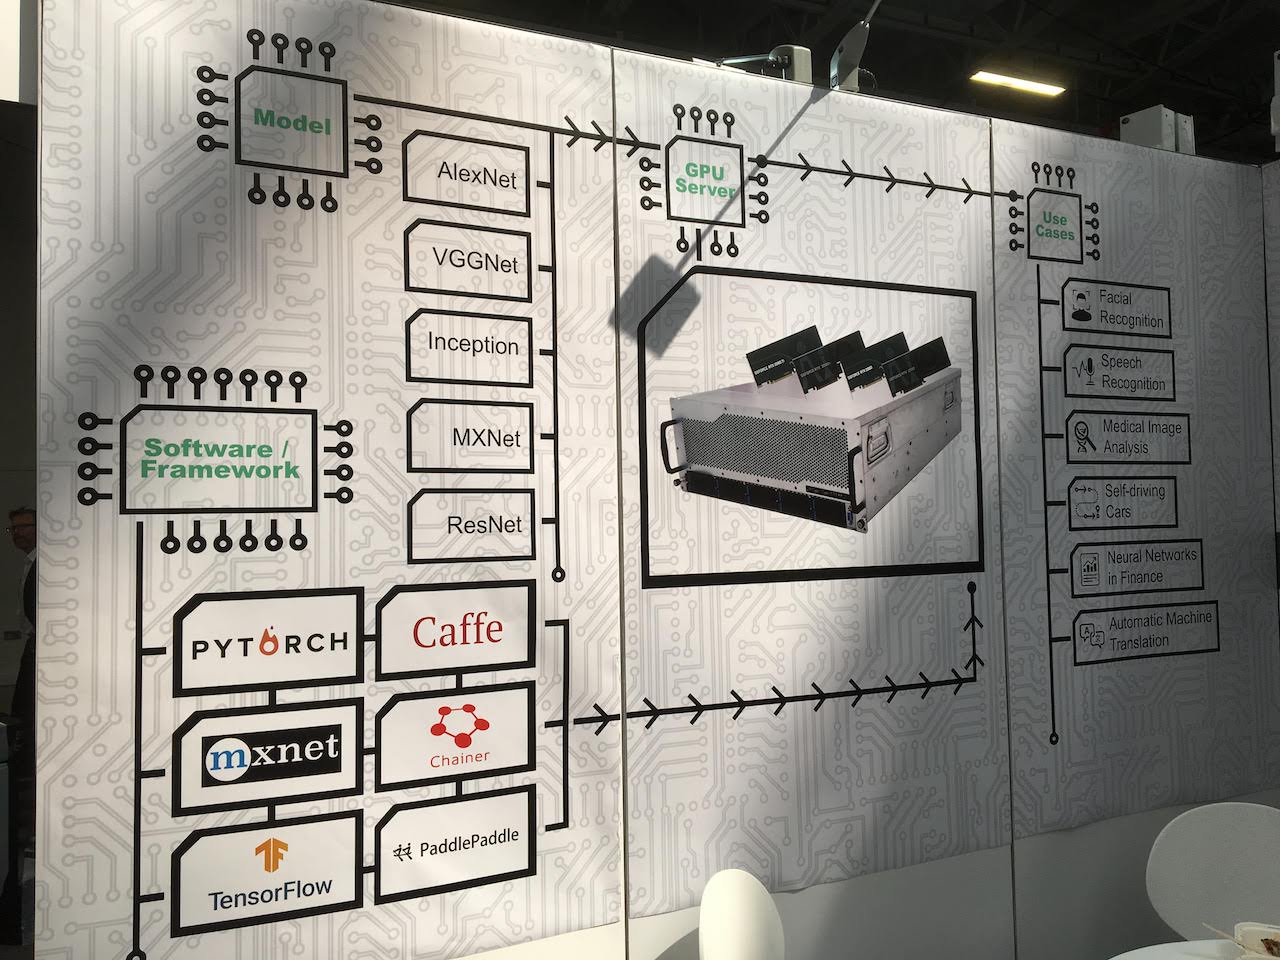 Model
AlexNet
VGGNet
Inception
MXNet
ResNet
Software /
Framework
PYTORCH
Caffe
mxnet
Chainer
TensorFlow
PaddlePaddle
GPU
Server
Use
Cases
Facial
Recognition
Speech
Recognition
Medical Image
Analysis
Self-driving
Cars
Neural Networks
in Finance
Automatic Machine
Translation